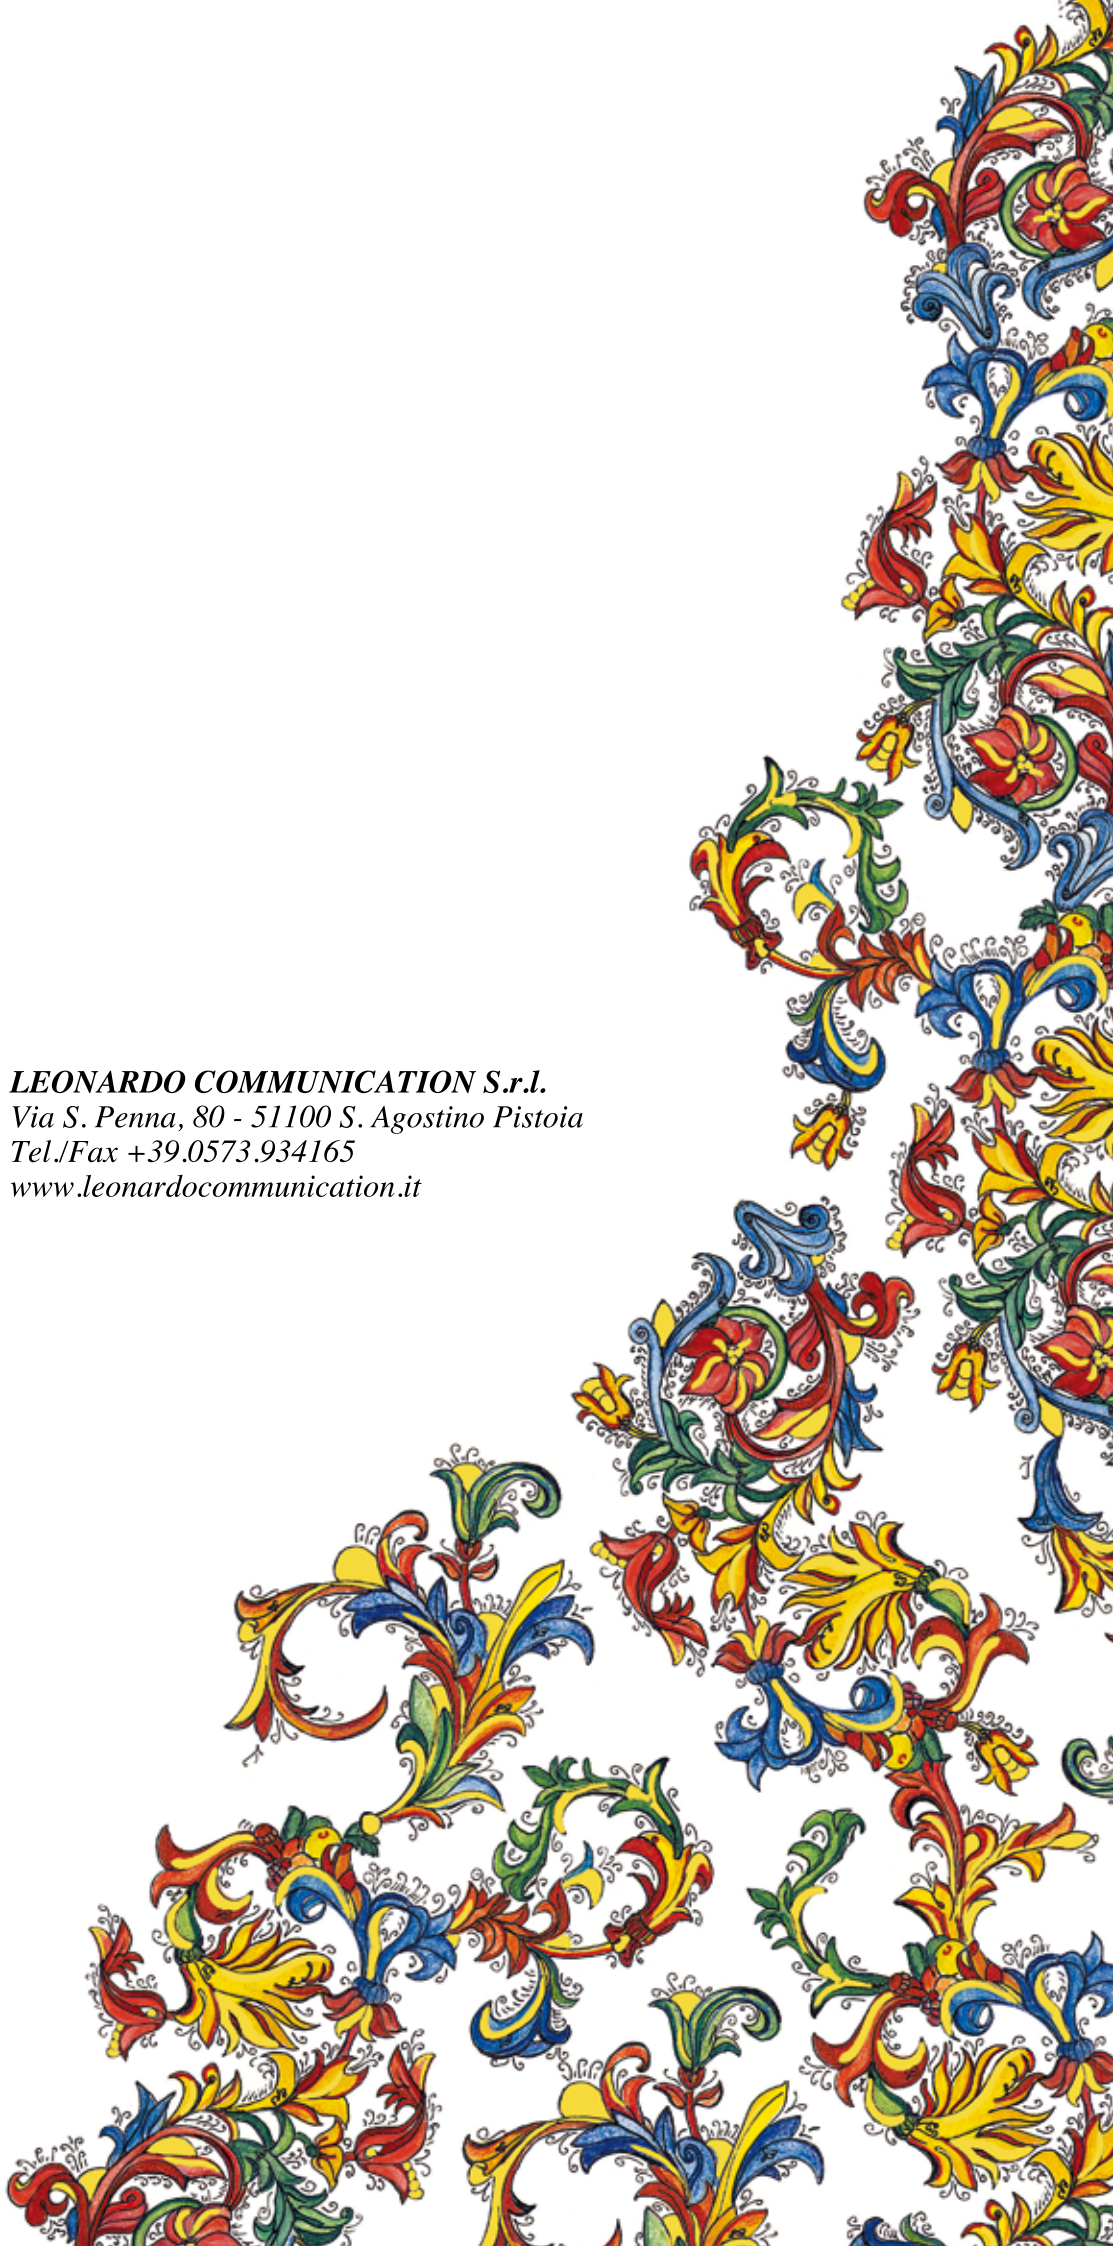 LEONARDO COMMUNICATION S.r.l.
Via S. Penna, 80 - 51100 S. Agostino Pistoia
Tel./Fax +39.0573.934165
www.leonardocommunication.it